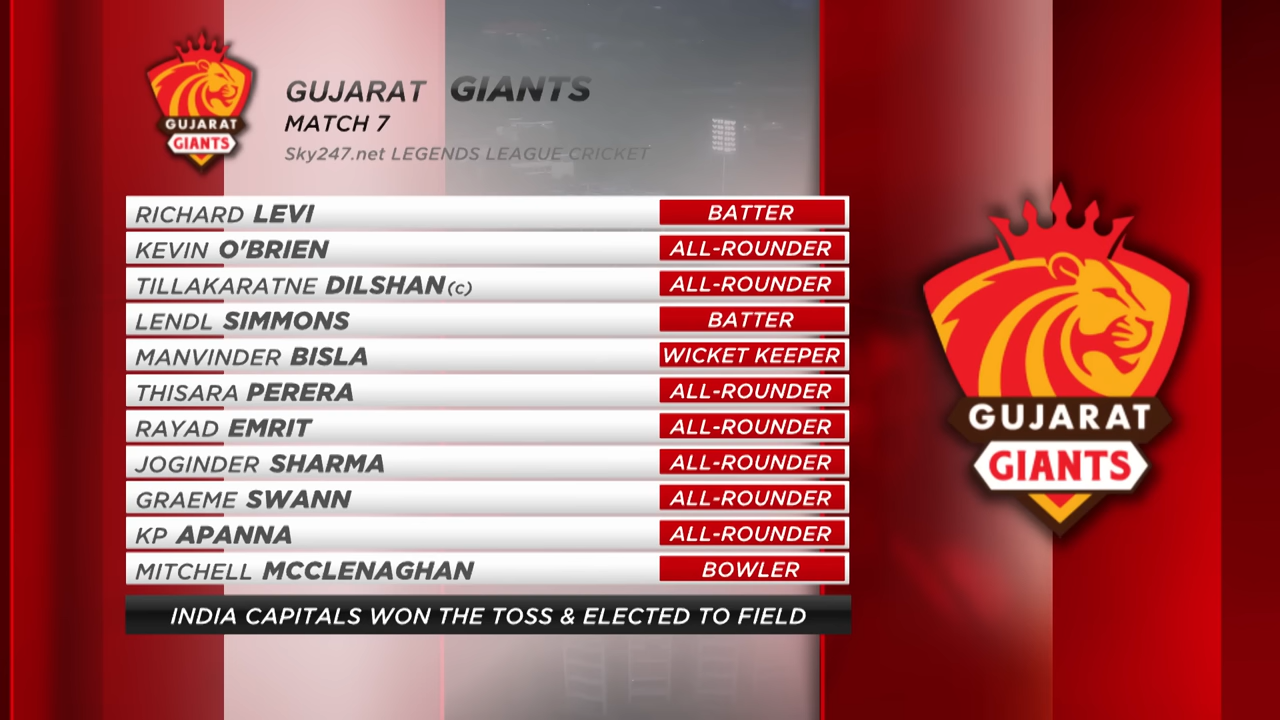 GUJARAT GIANTS
MATCH 7
Sky247.net LEGENDS LEAGUE CRICKET
GUJARAT
GIANTS
RICHARD LEVI BATTER
KEVIN O'BRIEN ALL-ROUNDER
TILLAKARATNE DILSHAN (c) ALL-ROUNDER
LENDL SIMMONS BATTER
MANVINDER BISLA WICKET KEEPER
THISARA PERERA ALL-ROUNDER
RAYAD EMRIT ALL-ROUNDER
JOGINDER SHARMA ALL-ROUNDER
GRAEME SWANN ALL-ROUNDER
KP APANNA ALL-ROUNDER
MITCHELL MCCLENAGHAN BOWLER
INDIA CAPITALS WON THE TOSS & ELECTED TO FIELD
GUJARAT
GIANTS